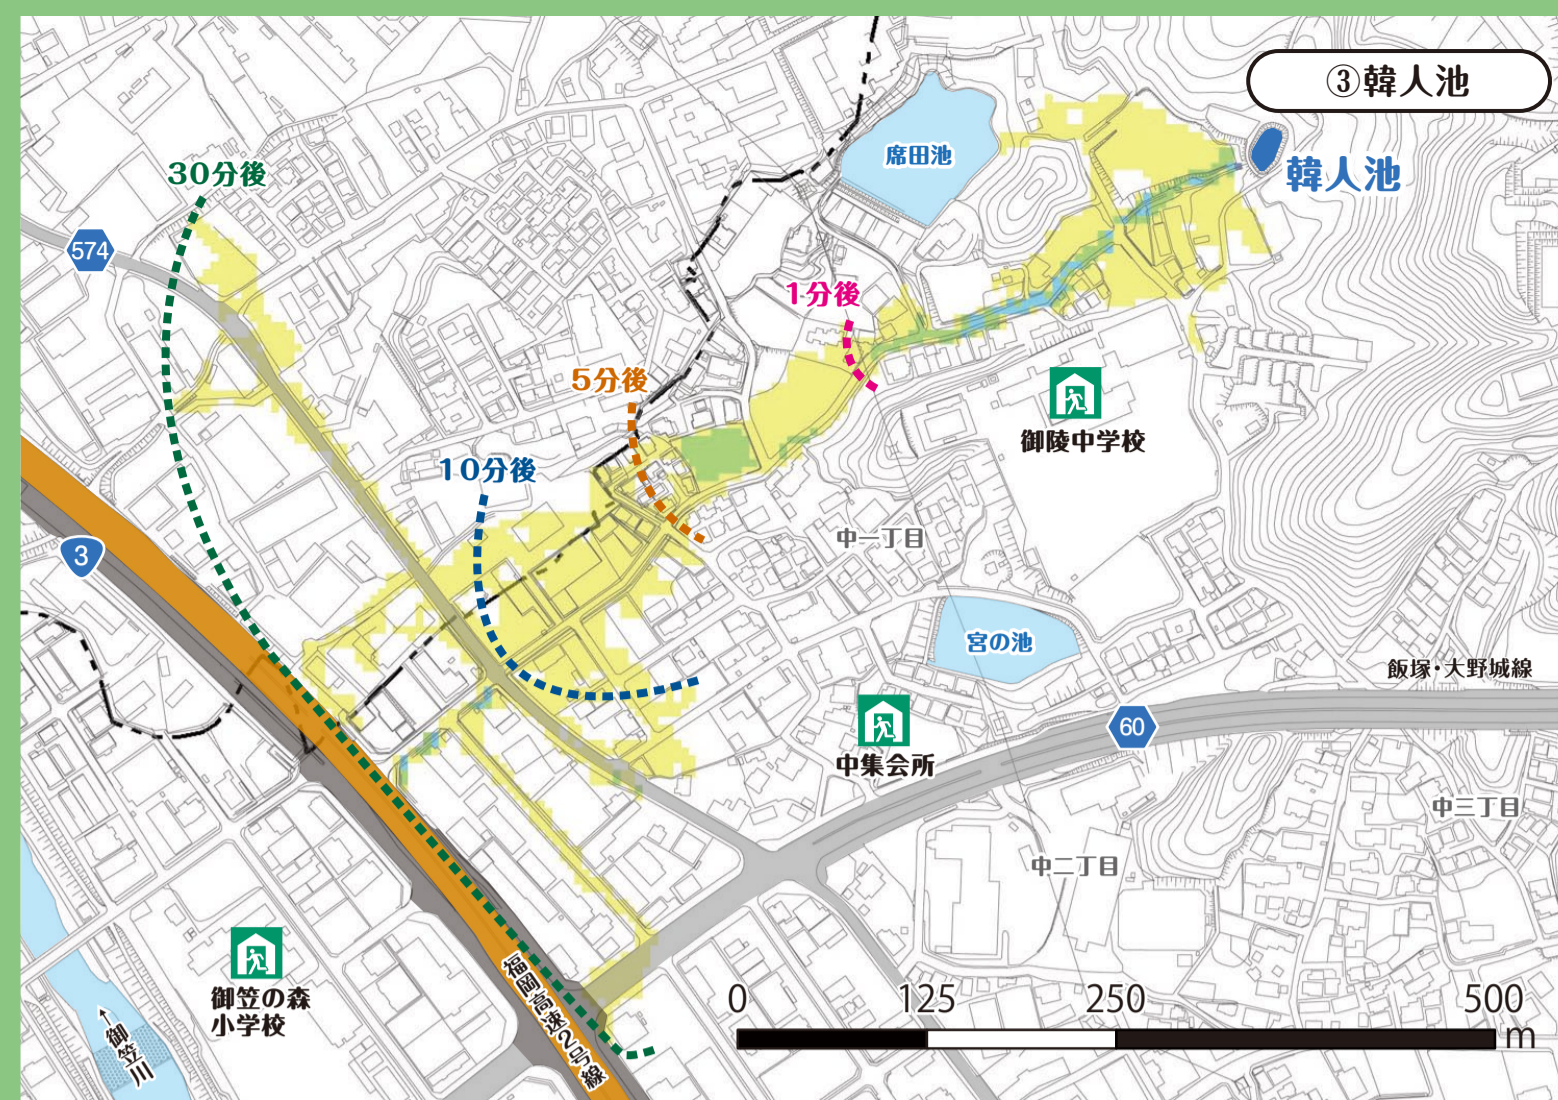 ③韓人池
席田池
韓人池
30分後
574
1分後
5分後
御陵中学校
10分後
中一丁目
3
宮の池
飯塚・大野城線
60
中集会所
中三丁目
中二丁目
御笠の森
小学校
福岡高速2号線
御笠川
0 125 250 500
m